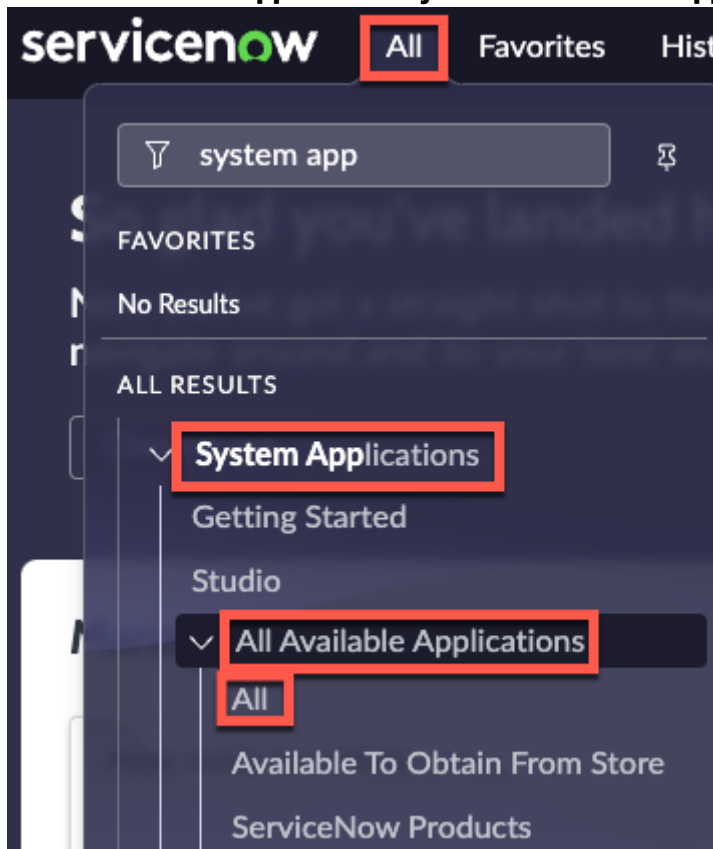 servicenow All Favorites Hist
system app
FAVORITES
No Results
ALL RESULTS
System Applications
Getting Started
Studio
All Available Applications
All
Available To Obtain From Store
ServiceNow Products